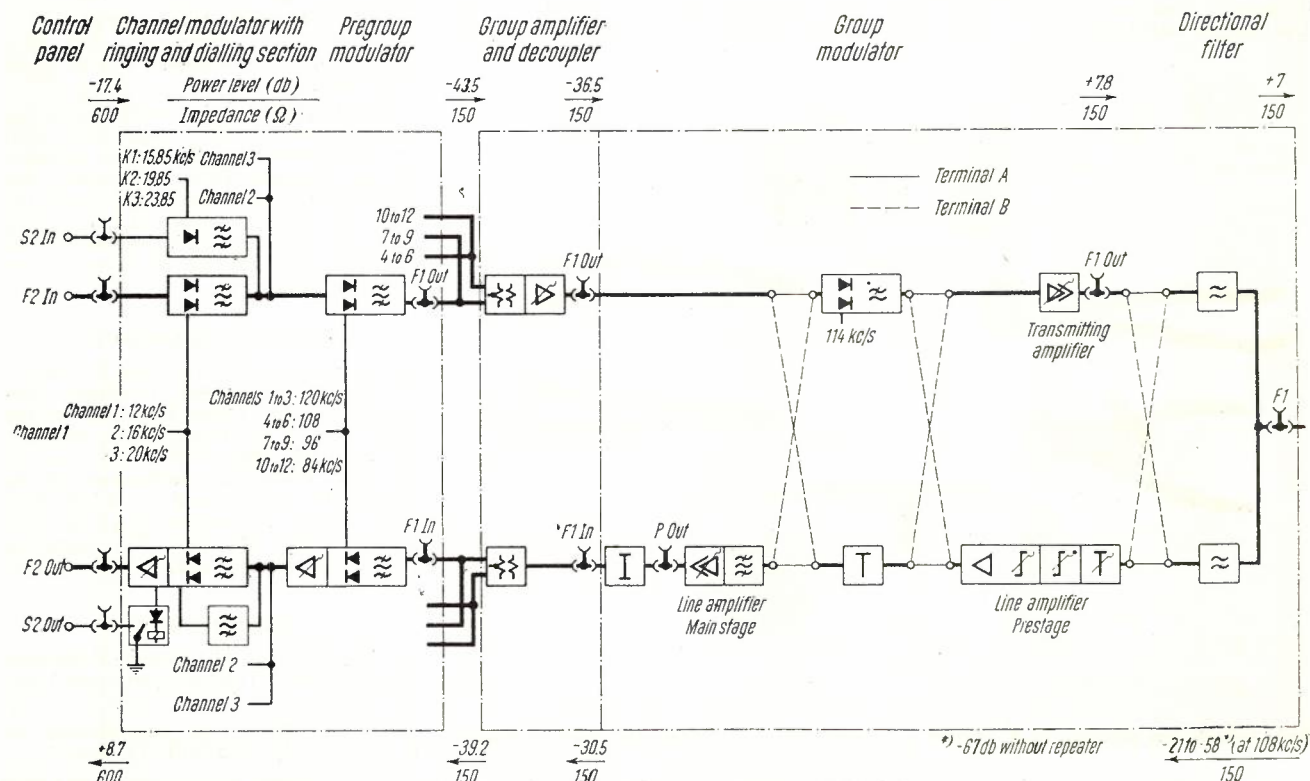 Control panel
Channel modulator with ringing and dialling section
Pregroup modulator
Group amplifier and decoupler
Group modulator
Directional filter
-17.4
600
Power level (db)
Impedance (Ω)
-43.5
150
-36.5
150
+7.8
150
+7
150
K1: 15,85 kc/s
K2: 19,85
K3: 23,85
Channel 3
Channel 2
S2 In
F2 In
10 to 12
7 to 9
4 to 6
F1 Out
F1 Out
Terminal A
Terminal B
114 kc/s
F1 Out
Transmitting amplifier
F1
Channel 1
Channel 1: 12 kc/s
2: 16 kc/s
3: 20 kc/s
Channels 1 to 3: 120 kc/s
4 to 6: 108
7 to 9: 96
10 to 12: 84 kc/s
F1 In
F1 In
P Out
F2 Out
S2 Out
Line amplifier
Main stage
Line amplifier
Prestage
Channel 2
Channel 3
+8.7
600
-39.2
150
-30.5
150
*) -67 db without repeater
-21 to -58 *) (at 108 kc/s)
150